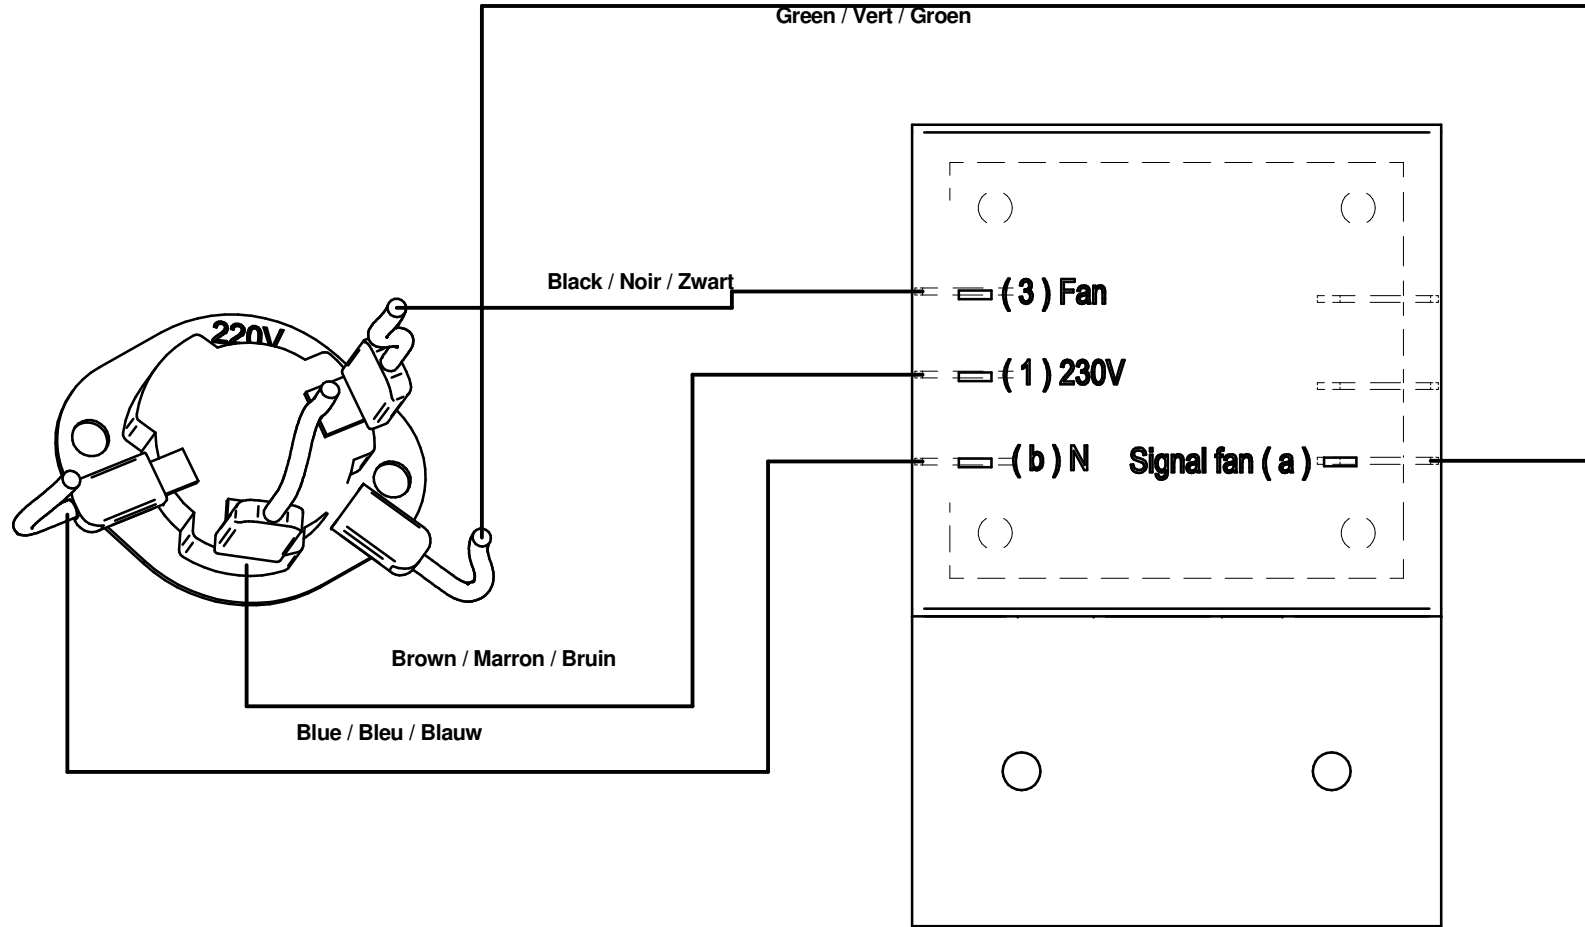 Green / Vert / Groen
Black / Noir / Zwart
( 3 ) Fan
220V
( 1 ) 230V
( b ) N
Signal fan ( a )
Brown / Marron / Bruin
Blue / Bleu / Blauw